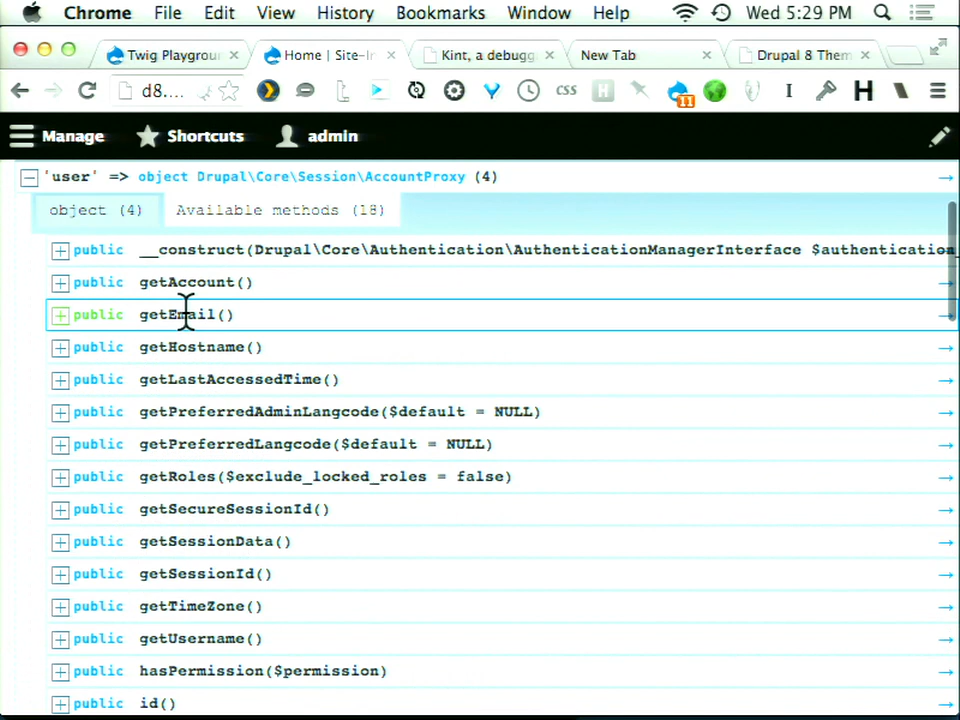 Chrome File Edit View History Bookmarks Window Help Wed 5:29 PM
Twig Playgrou Home | Site-In Kint, a debugg New Tab Drupal 8 Them
d8.... css H 11 I H
Manage Shortcuts admin
'user' => object Drupal\Core\Session\AccountProxy (4)
object (4) Available methods (18)
public __construct(Drupal\Core\Authentication\AuthenticationManagerInterface $authentication_
public getAccount()
public getEmail()
public getHostname()
public getLastAccessedTime()
public getPreferredAdminLangcode($default = NULL)
public getPreferredLangcode($default = NULL)
public getRoles($exclude_locked_roles = false)
public getSecureSessionId()
public getSessionData()
public getSessionId()
public getTimeZone()
public getUsername()
public hasPermission($permission)
public id()